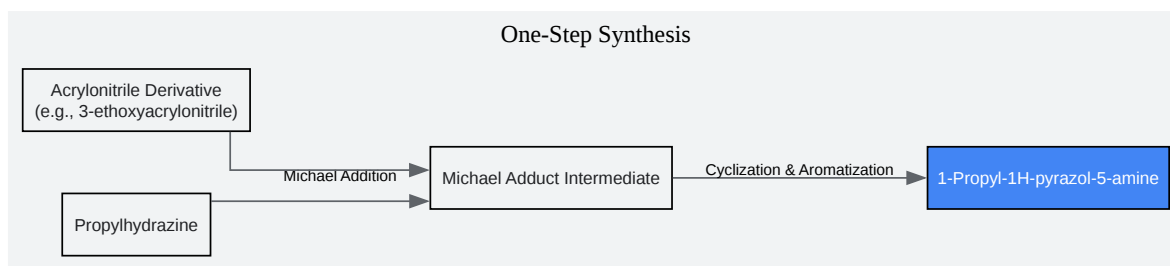 One-Step Synthesis
Acrylonitrile Derivative
(e.g., 3-ethoxyacrylonitrile)
Michael Addition
Propylhydrazine
Michael Adduct Intermediate
Cyclization & Aromatization
1-Propyl-1H-pyrazol-5-amine